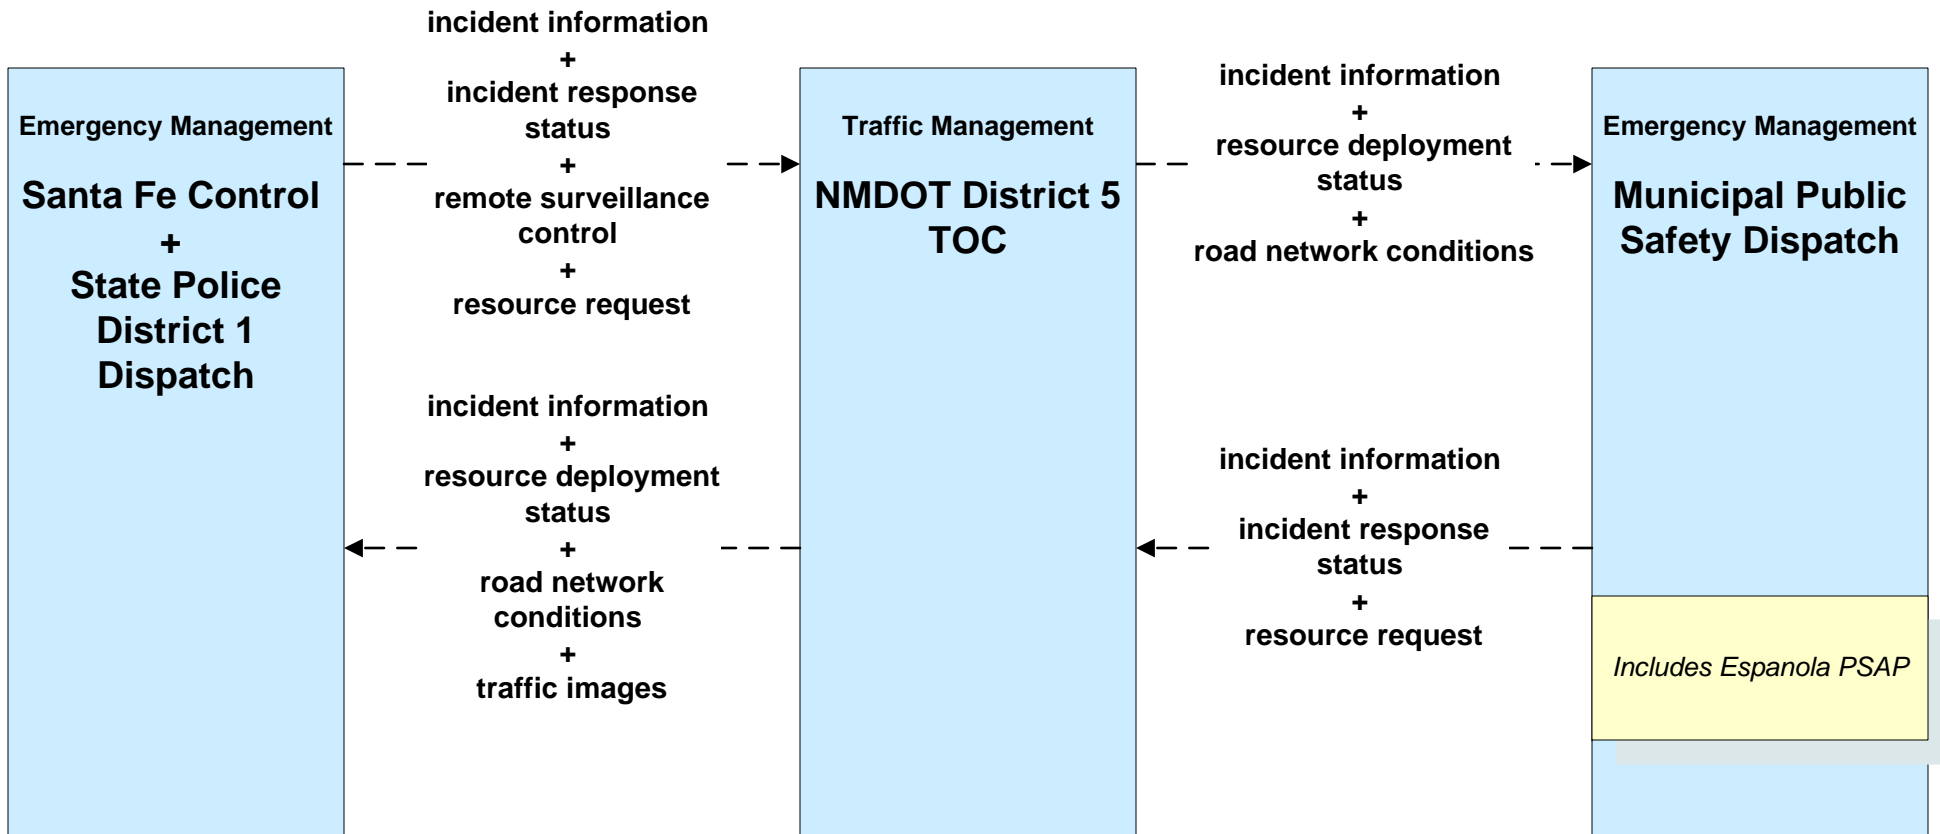 Emergency Management
Santa Fe Control
+
State Police
District 1
Dispatch
incident information
+
incident response
status
+
remote surveillance
control
+
resource request
incident information
+
resource deployment
status
+
road network
conditions
+
traffic images
Traffic Management
NMDOT District 5
TOC
incident information
+
resource deployment
status
+
road network conditions
incident information
+
incident response
status
+
resource request
Emergency Management
Municipal Public
Safety Dispatch
Includes Espanola PSAP